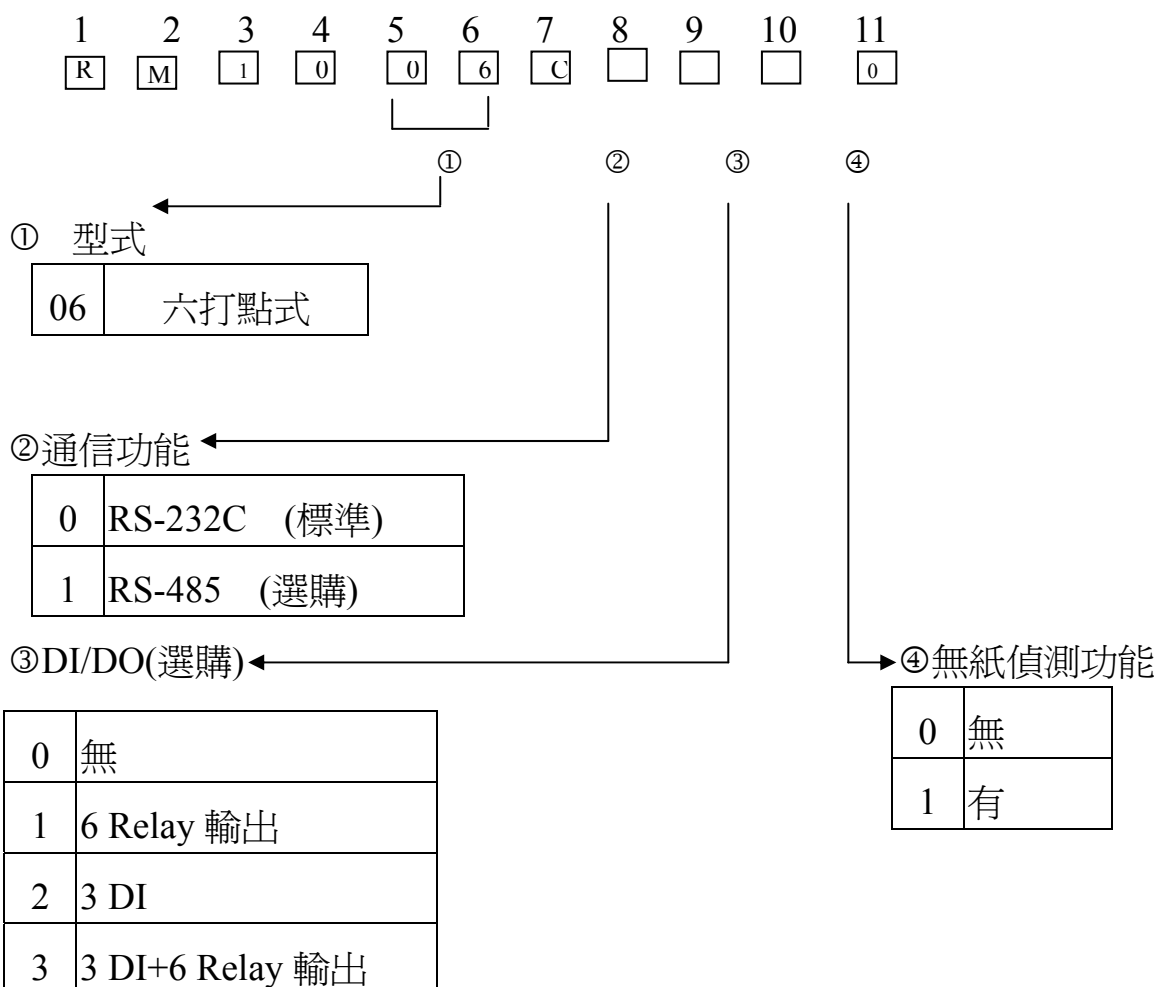 1 2 3 4 5 6 7 8 9 10 11
R M 1 0 0 6 C 0
① ② ③ ④
① 型式
06 六打點式
②通信功能
0 RS-232C (標準)
1 RS-485 (選購)
③DI/DO(選購)
0 無
1 6 Relay 輸出
2 3 DI
3 3 DI+6 Relay 輸出
④無紙偵測功能
0 無
1 有